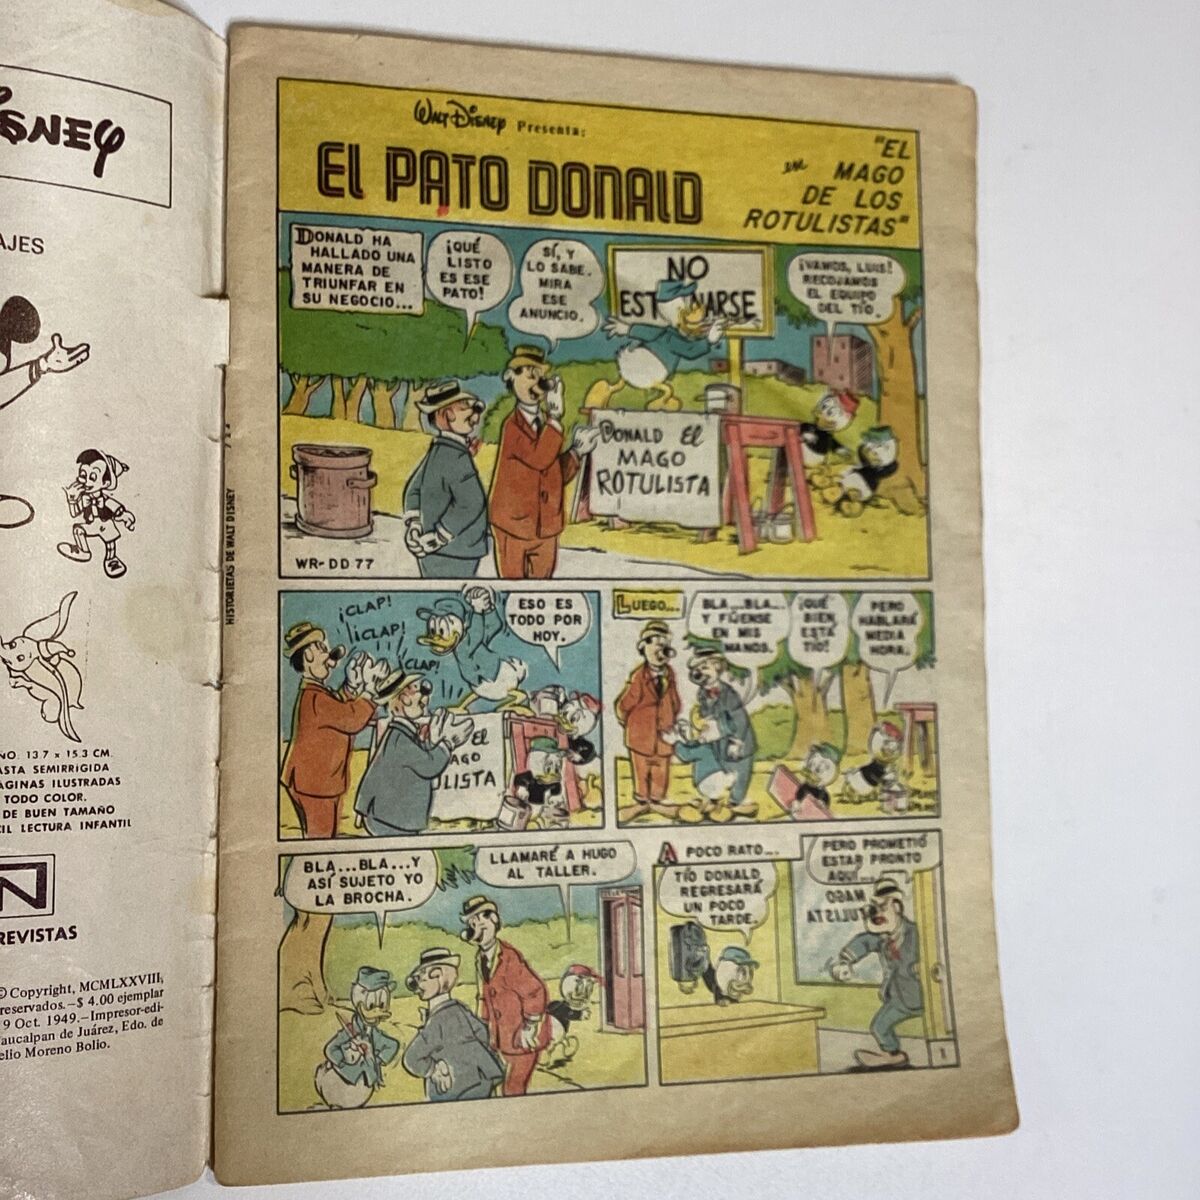 SNEY
AJES
NO. 13.7 x 15.3 CM.
ASTA SEMIRRIGIDA
AGINAS ILUSTRADAS
TODO COLOR.
DE BUEN TAMAÑO
CIL LECTURA INFANTIL
N
REVISTAS
© Copyright, MCMLXXVIII,
reservados.—$ 4.00 ejemplar
9 Oct. 1949.—Impresor-edi-
aucalpan de Juárez, Edo. de
elio Moreno Bolio.
HISTORIETAS DE WALT DISNEY
WALT DISNEY Presenta:
EL PATO DONALD
en
"EL
MAGO
DE LOS
ROTULISTAS"
DONALD HA
HALLADO UNA
MANERA DE
TRIUNFAR EN
SU NEGOCIO...
¡QUÉ
LISTO
ES ESE
PATO!
SÍ, Y
LO SABE.
MIRA
ESE
ANUNCIO.
NO
EST NARSE
¡VAMOS, LUIS!
RECOJAMOS
EL EQUIPO
DEL TÍO.
DONALD EL
MAGO
ROTULISTA
WR-DD 77
¡CLAP!
¡CLAP!
¡CLAP!
ESO ES
TODO POR
HOY.
EL
AGO
ULISTA
LUEGO...
BLA...BLA...
Y FÍJENSE
EN MIS
MANOS.
¡QUÉ
BIEN
ESTÁ
TÍO!
PERO
HABLARÁ
MEDIA
HORA.
BLA...BLA...Y
ASÍ SUJETO YO
LA BROCHA.
LLAMARÉ A HUGO
AL TALLER.
A POCO RATO...
TÍO DONALD
REGRESARÁ
UN POCO
TARDE.
PERO PROMETIÓ
ESTAR PRONTO
AQUÍ...
MAGO
TULISTA
1